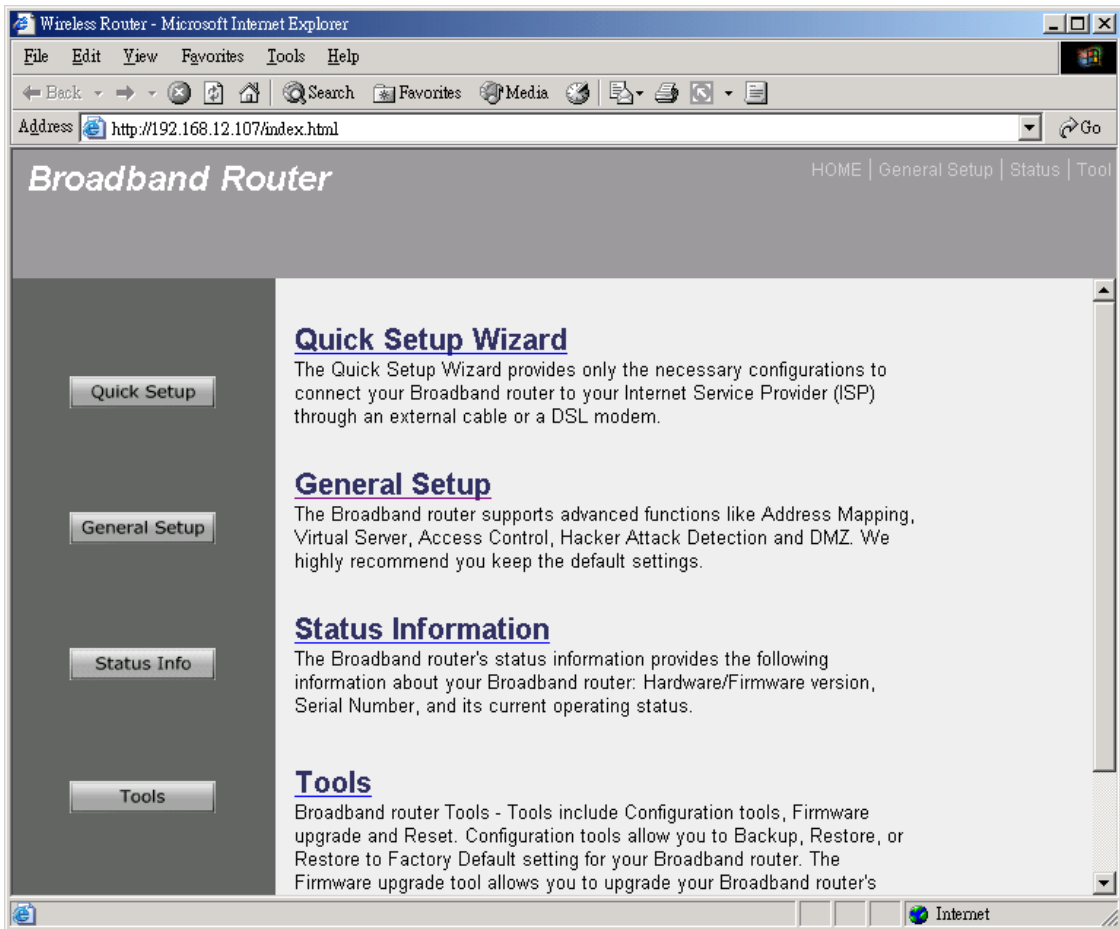 Wireless Router - Microsoft Internet Explorer
File Edit View Favorites Tools Help
Back Search Favorites Media
Address http://192.168.12.107/index.html Go
Broadband Router
HOME | General Setup | Status | Tool
Quick Setup
Quick Setup Wizard
The Quick Setup Wizard provides only the necessary configurations to
connect your Broadband router to your Internet Service Provider (ISP)
through an external cable or a DSL modem.
General Setup
General Setup
The Broadband router supports advanced functions like Address Mapping,
Virtual Server, Access Control, Hacker Attack Detection and DMZ. We
highly recommend you keep the default settings.
Status Info
Status Information
The Broadband router's status information provides the following
information about your Broadband router: Hardware/Firmware version,
Serial Number, and its current operating status.
Tools
Tools
Broadband router Tools - Tools include Configuration tools, Firmware
upgrade and Reset. Configuration tools allow you to Backup, Restore, or
Restore to Factory Default setting for your Broadband router. The
Firmware upgrade tool allows you to upgrade your Broadband router's
Internet